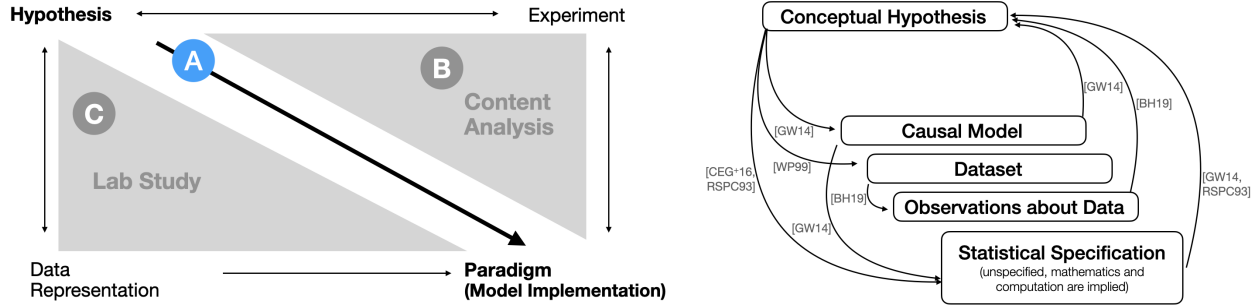 Hypothesis
Experiment
A
B
Content
Analysis
C
Lab Study
Data
Representation
Paradigm
(Model Implementation)
Conceptual Hypothesis
[GW14]
[BH19]
[GW14]
Causal Model
[WP99]
Dataset
[CEG+16,
RSPC93]
[GW14,
RSPC93]
[BH19]
Observations about Data
[GW14]
Statistical Specification
(unspecified, mathematics and
computation are implied)